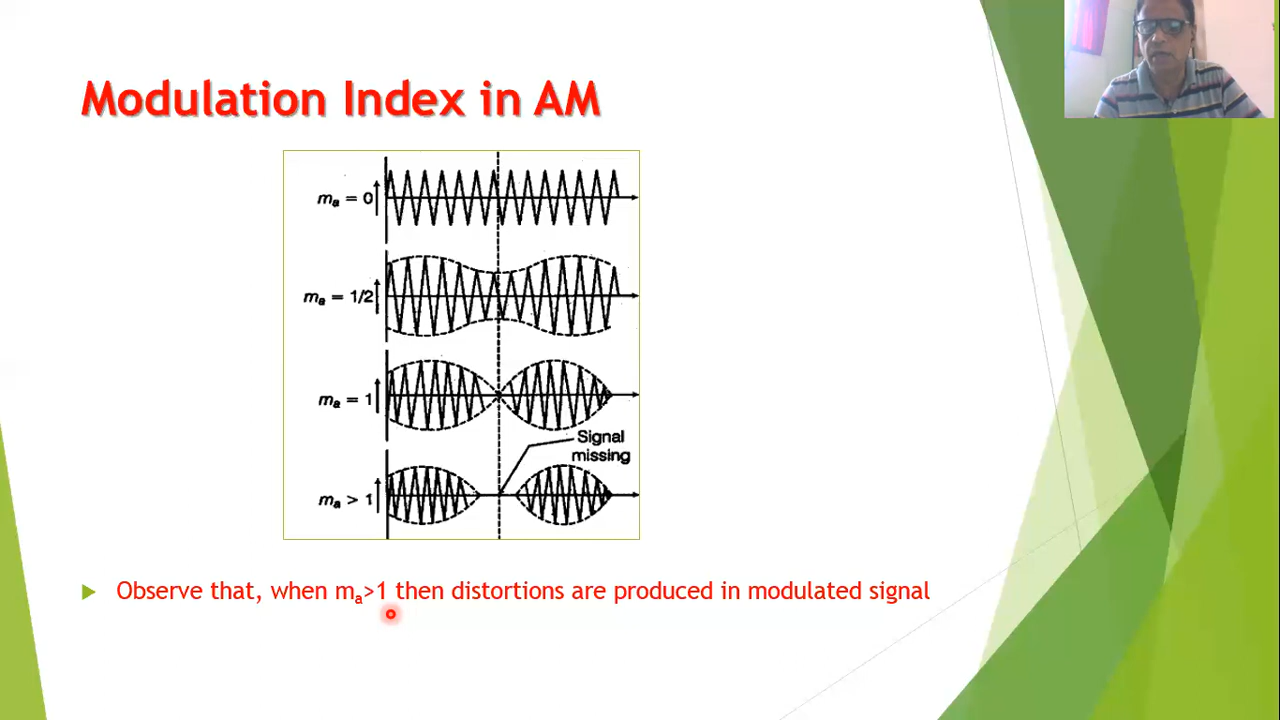 Modulation Index in AM
mₐ = 0
mₐ = 1/2
mₐ = 1
Signal
missing
mₐ > 1
Observe that, when mₐ>1 then distortions are produced in modulated signal